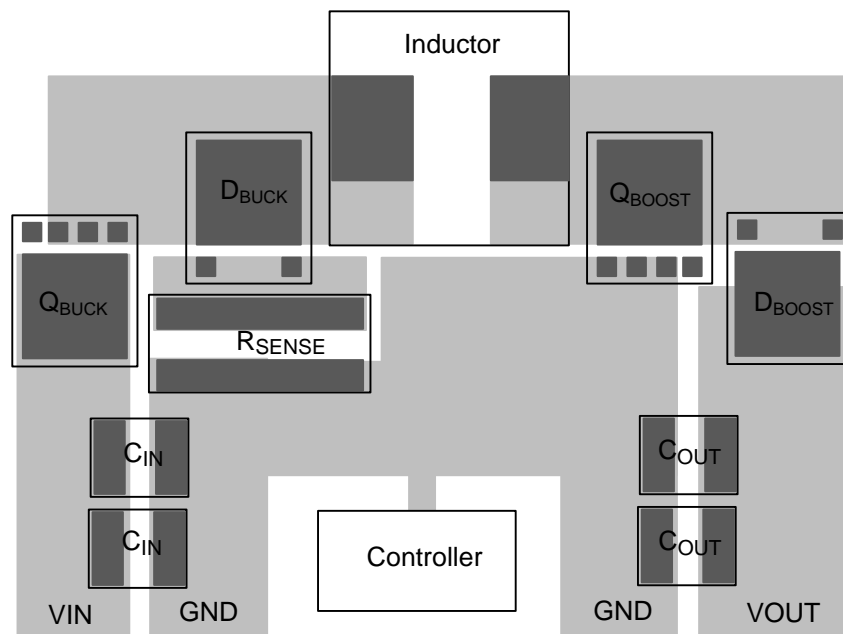 Inductor
DBUCK
QBOOST
QBUCK
DBOOST
RSENSE
CIN
COUT
CIN
COUT
Controller
VIN
GND
GND
VOUT